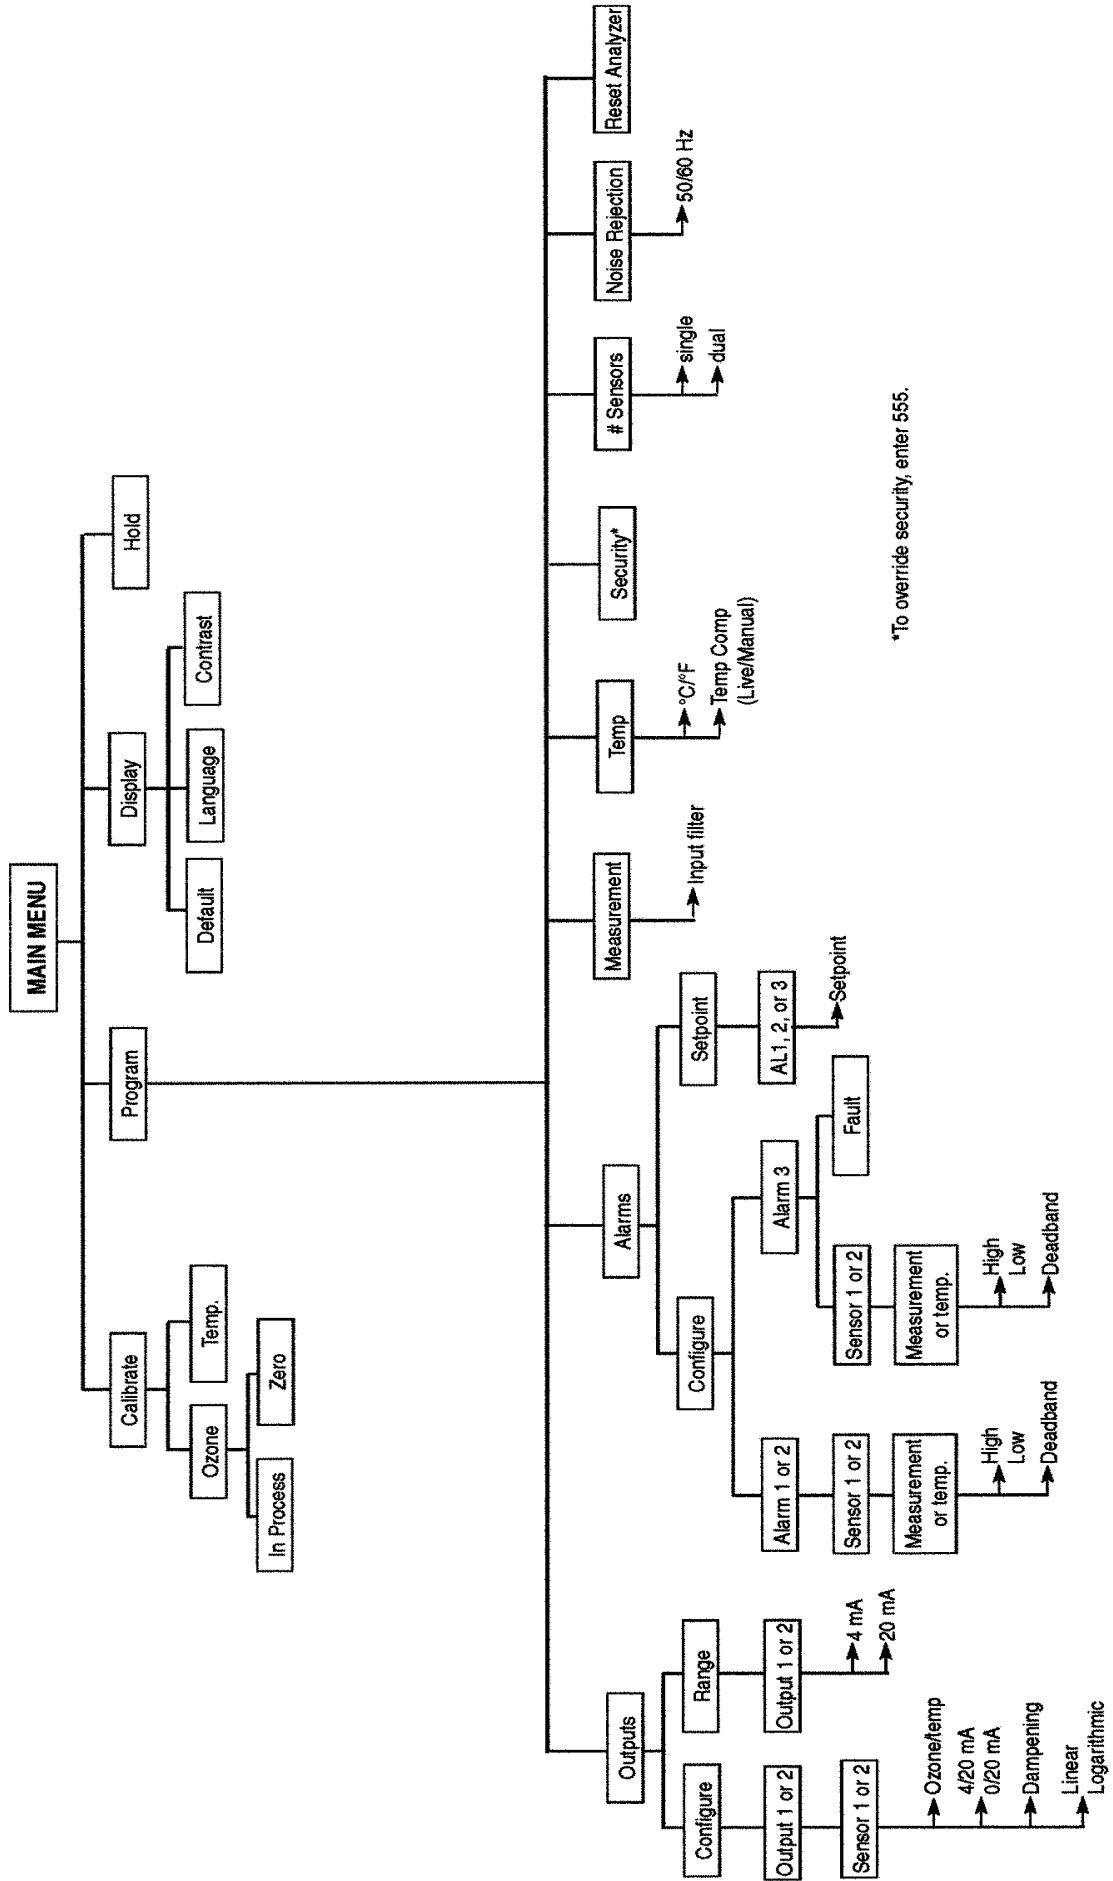 MAIN MENU
Calibrate
Program
Display
Hold
Ozone
Temp.
In Process
Zero
Default
Language
Contrast
Outputs
Alarms
Measurement
Temp
Security*
# Sensors
Noise Rejection
Reset Analyzer
Configure
Range
Output 1 or 2
Output 1 or 2
Sensor 1 or 2
4 mA
20 mA
Ozone/temp
4/20 mA
0/20 mA
Dampening
Linear
Logarithmic
Configure
Setpoint
Alarm 1 or 2
Alarm 3
AL1, 2, or 3
Setpoint
Sensor 1 or 2
Sensor 1 or 2
Fault
Measurement
or temp.
Measurement
or temp.
High
Low
Deadband
High
Low
Deadband
Input filter
°C/°F
Temp Comp
(Live/Manual)
single
dual
50/60 Hz
*To override security, enter 555.